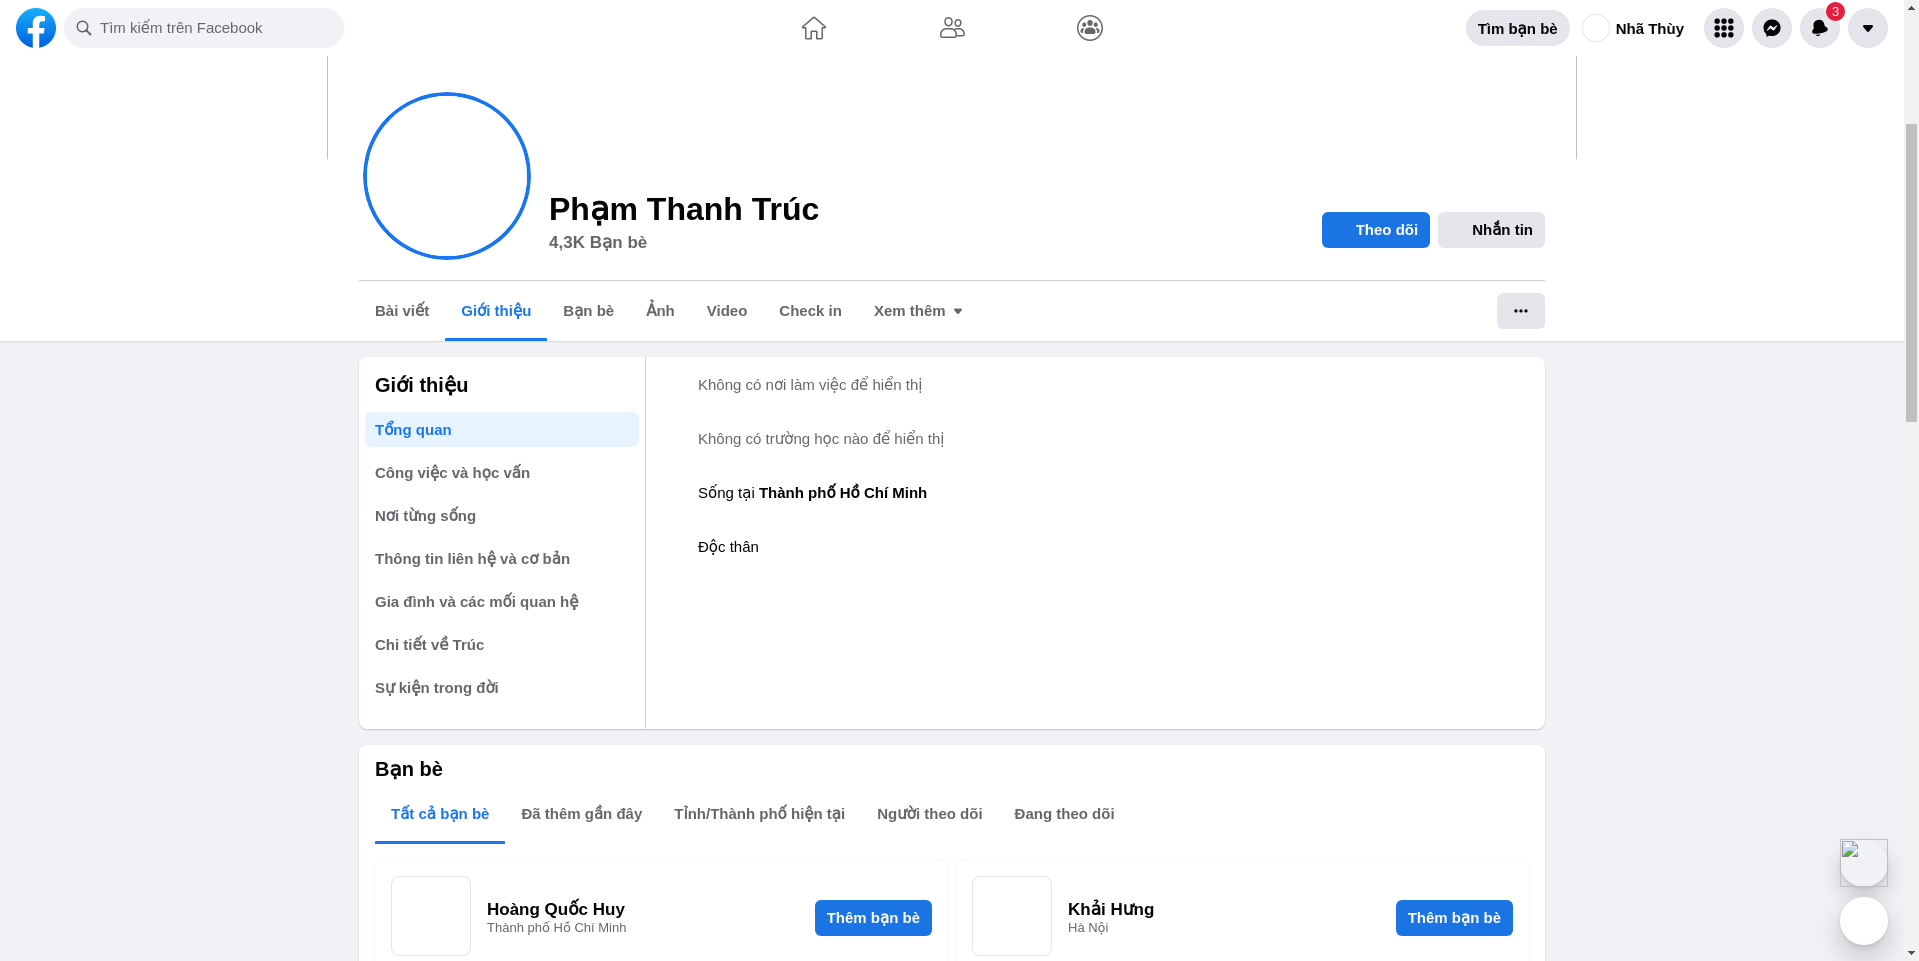 Tìm kiếm trên Facebook
Tìm bạn bè
Nhã Thùy
3
Phạm Thanh Trúc
4,3K Bạn bè
Theo dõi
Nhắn tin
Bài viết
Giới thiệu
Bạn bè
Ảnh
Video
Check in
Xem thêm
Giới thiệu
Tổng quan
Công việc và học vấn
Nơi từng sống
Thông tin liên hệ và cơ bản
Gia đình và các mối quan hệ
Chi tiết về Trúc
Sự kiện trong đời
Không có nơi làm việc để hiển thị
Không có trường học nào để hiển thị
Sống tại Thành phố Hồ Chí Minh
Độc thân
Bạn bè
Tất cả bạn bè
Đã thêm gần đây
Tỉnh/Thành phố hiện tại
Người theo dõi
Đang theo dõi
Hoàng Quốc Huy
Thành phố Hồ Chí Minh
Thêm bạn bè
Khải Hưng
Hà Nội
Thêm bạn bè